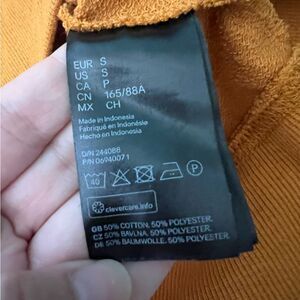 EUR S
US S
CA P
CN 165/88A
MX CH
Made in Indonesia
Fabriqué en Indonésie
Hecho en Indonesia
O/N 244088
P/N 06940071
40
P
clevercare.info
GB 50% COTTON, 50% POLYESTER.
CZ 50% BAVLNA, 50% POLYESTER.
DE 50% BAUMWOLLE, 50% POLYESTER.